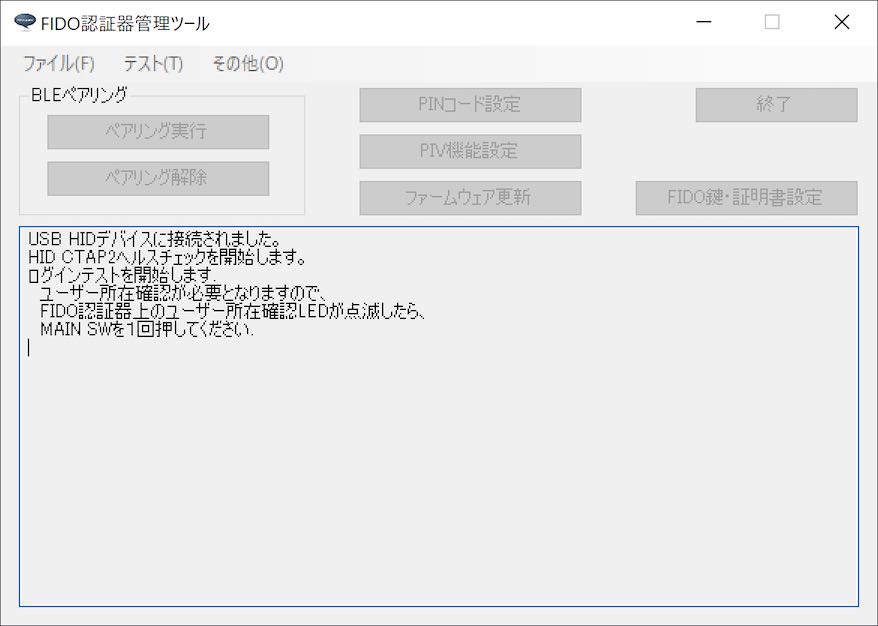 FIDO認証器管理ツール
ファイル(F) テスト(T) その他(O)
BLEペアリング
ペアリング実行
ペアリング解除
PINコード設定
PIV機能設定
ファームウェア更新
終了
FIDO鍵・証明書設定
USB HIDデバイスに接続されました。
HID CTAP2ヘルスチェックを開始します。
ログインテストを開始します.
ユーザー所在確認が必要となりますので、
FIDO認証器上のユーザー所在確認LEDが点滅したら、
MAIN SWを1回押してください.